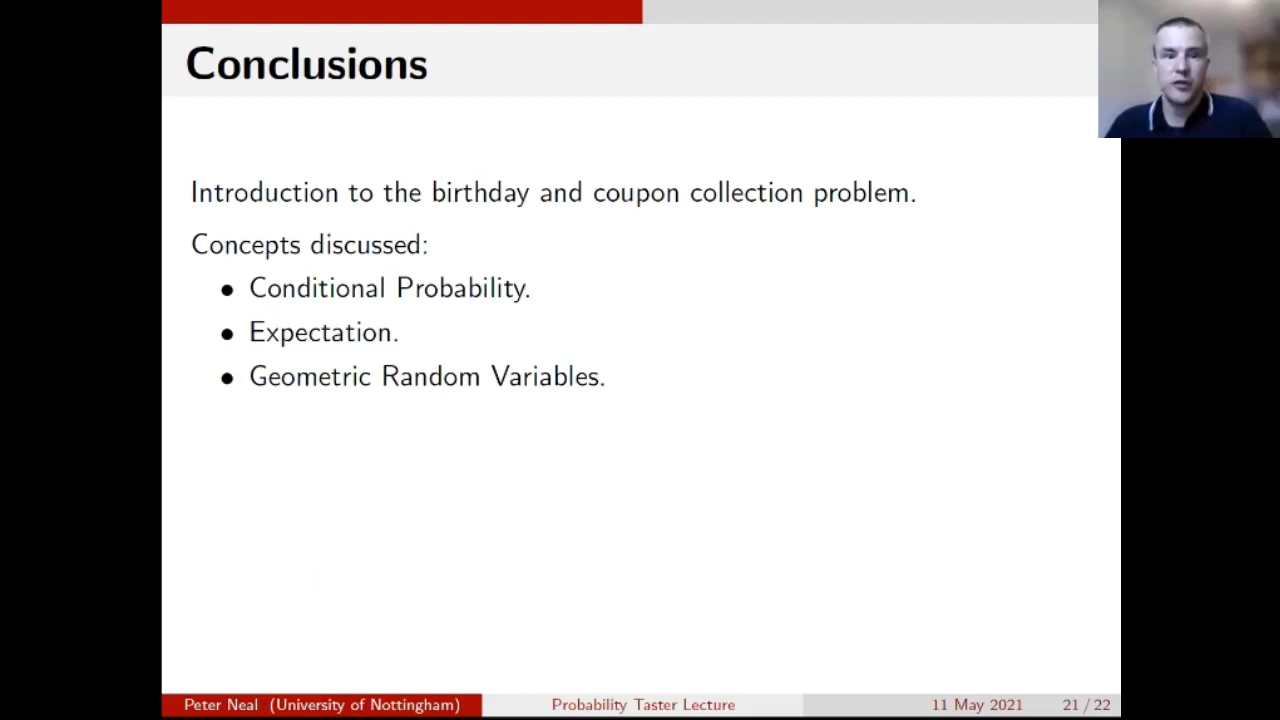 Conclusions
Introduction to the birthday and coupon collection problem.
Concepts discussed:
• Conditional Probability.
• Expectation.
• Geometric Random Variables.
Peter Neal (University of Nottingham)
Probability Taster Lecture
11 May 2021
21 / 22